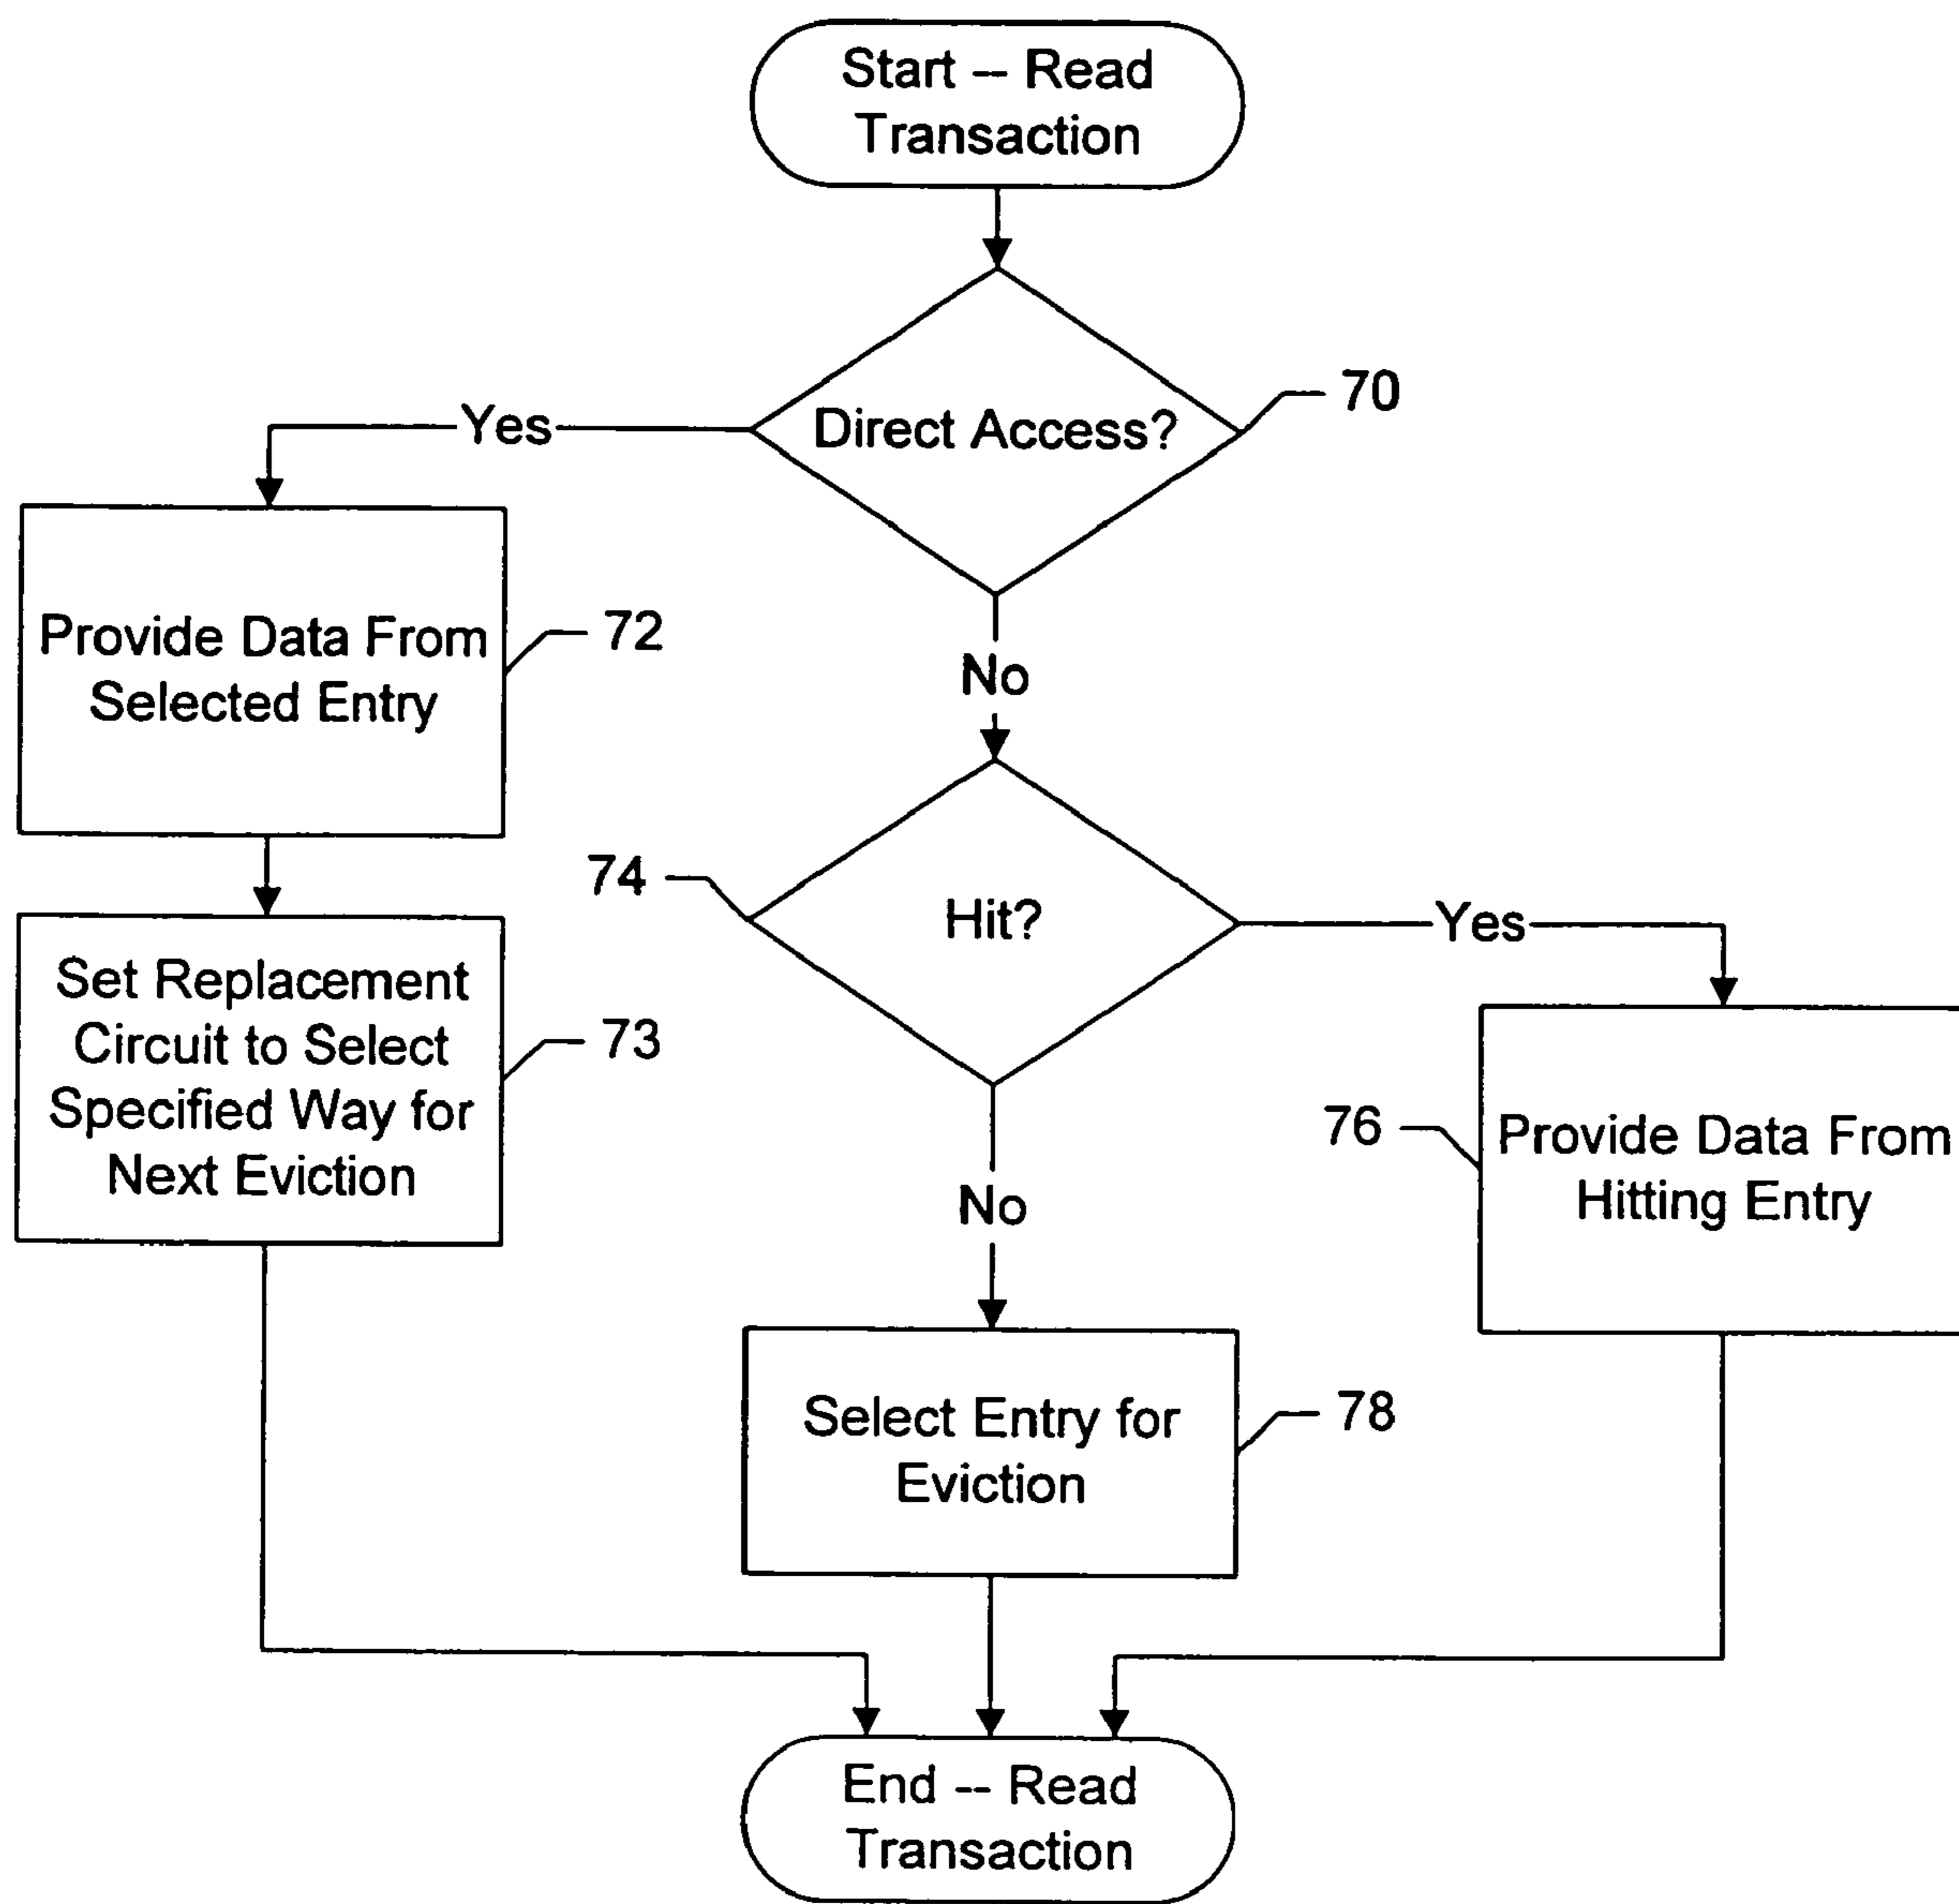 Start -- Read
Transaction
Direct Access?
70
Yes
No
Provide Data From
Selected Entry
72
Set Replacement
Circuit to Select
Specified Way for
Next Eviction
73
74
Hit?
Yes
No
76
Provide Data From
Hitting Entry
Select Entry for
Eviction
78
End -- Read
Transaction